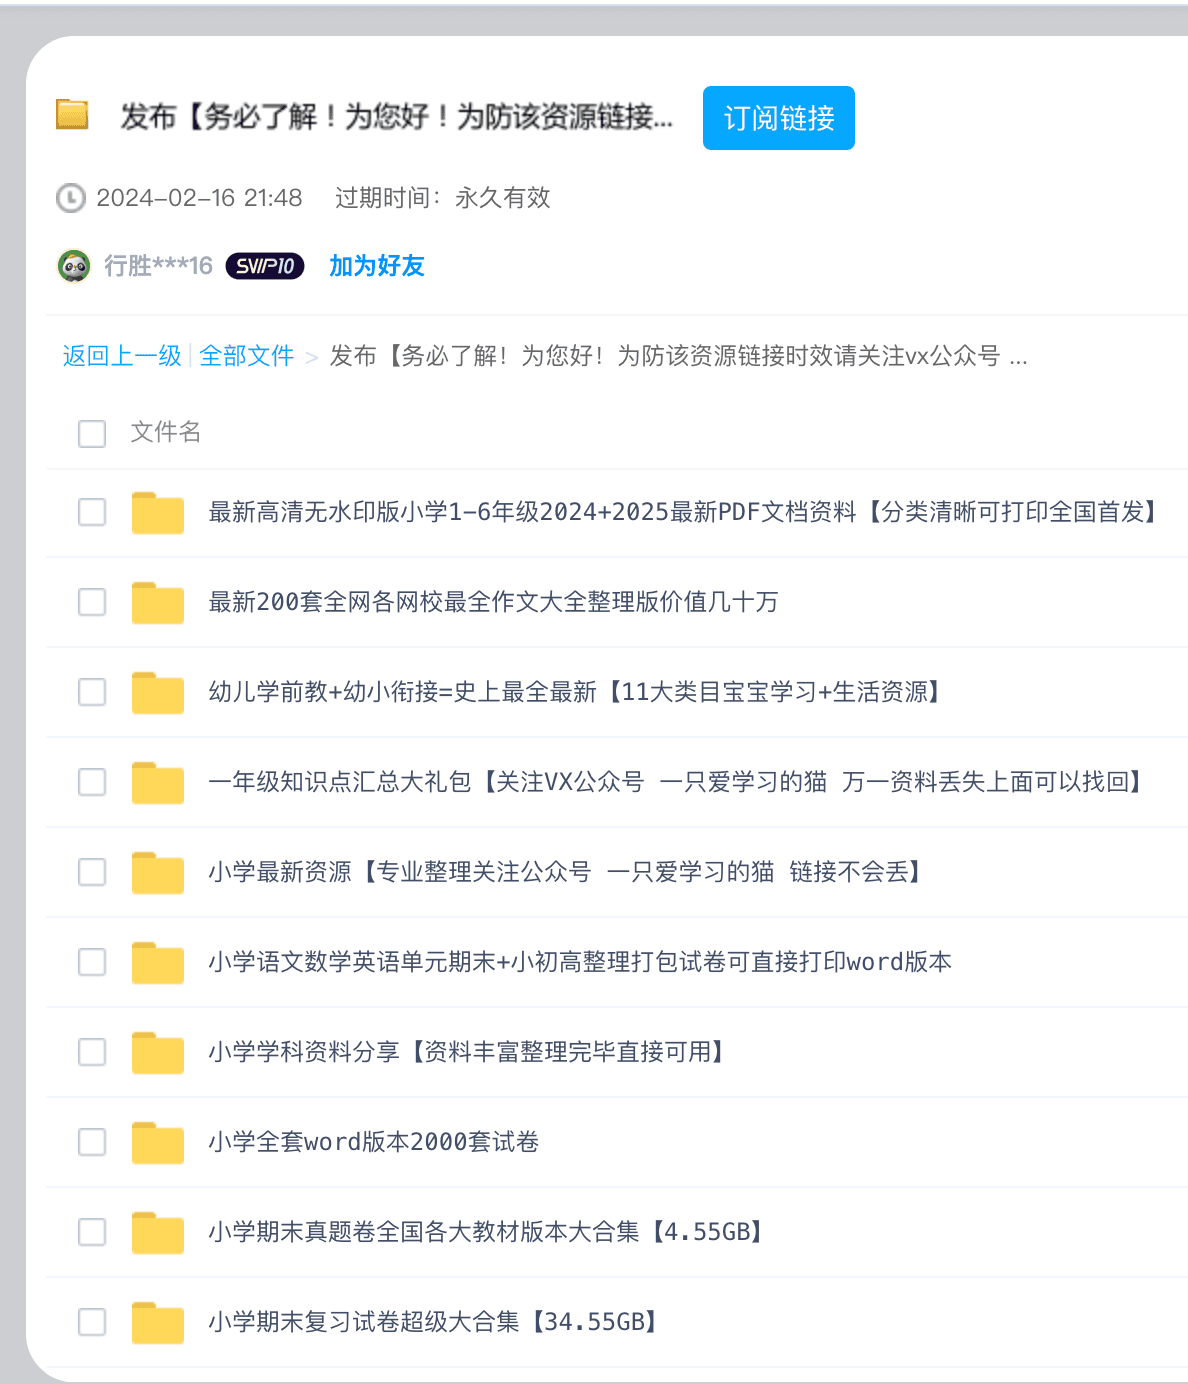 发布【务必了解！为您好！为防该资源链接...
订阅链接
2024-02-16 21:48 过期时间：永久有效
行胜***16 SVIP10 加为好友
返回上一级 | 全部文件 > 发布【务必了解！为您好！为防该资源链接时效请关注vx公众号 ...
文件名
最新高清无水印版小学1-6年级2024+2025最新PDF文档资料【分类清晰可打印全国首发】
最新200套全网各网校最全作文大全整理版价值几十万
幼儿学前教+幼小衔接=史上最全最新【11大类目宝宝学习+生活资源】
一年级知识点汇总大礼包【关注VX公众号 一只爱学习的猫 万一资料丢失上面可以找回】
小学最新资源【专业整理关注公众号 一只爱学习的猫 链接不会丢】
小学语文数学英语单元期末+小初高整理打包试卷可直接打印word版本
小学学科资料分享【资料丰富整理完毕直接可用】
小学全套word版本2000套试卷
小学期末真题卷全国各大教材版本大合集【4.55GB】
小学期末复习试卷超级大合集【34.55GB】